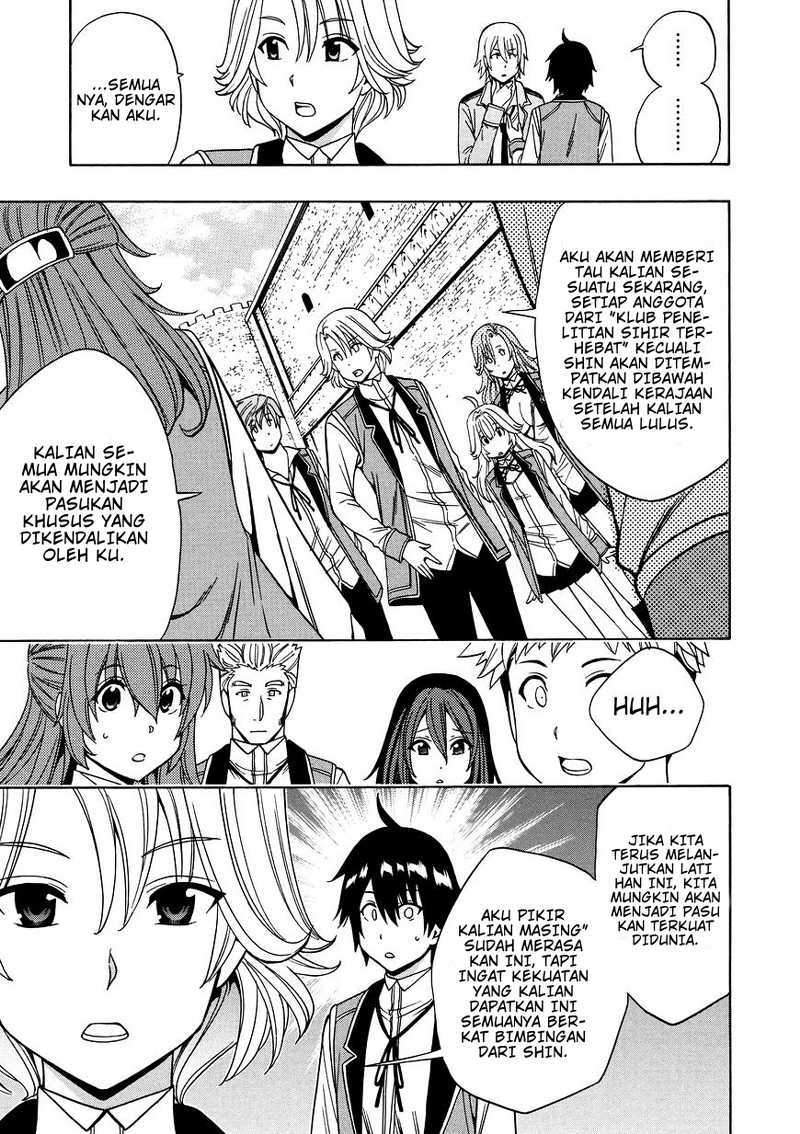 ......
......
...SEMUA
NYA, DENGAR
KAN AKU.
AKU AKAN MEMBERI
TAU KALIAN SE-
SUATU SEKARANG,
SETIAP ANGGOTA
DARI "KLUB PENE-
LITIAN SIHIR TER-
HEBAT" KECUALI
SHIN AKAN DITEM-
PATKAN DIBAWAH
KENDALI KERAJAAN
SETELAH KALIAN
SEMUA LULUS.
KALIAN SE-
MUA MUNGKIN
AKAN MENJADI
PASUKAN
KHUSUS YANG
DIKENDALIKAN
OLEH KU.
HUH...
JIKA KITA
TERUS MELAN-
JUTKAN LATI
HAN INI, KITA
MUNGKIN AKAN
MENJADI PASU
KAN TERKUAT
DIDUNIA.
AKU PIKIR
KALIAN MASING"
SUDAH MERASA
KAN INI, TAPI
INGAT KEKUATAN
YANG KALIAN
DAPATKAN INI
SEMUANYA BER-
KAT BIMBINGAN
DARI SHIN.